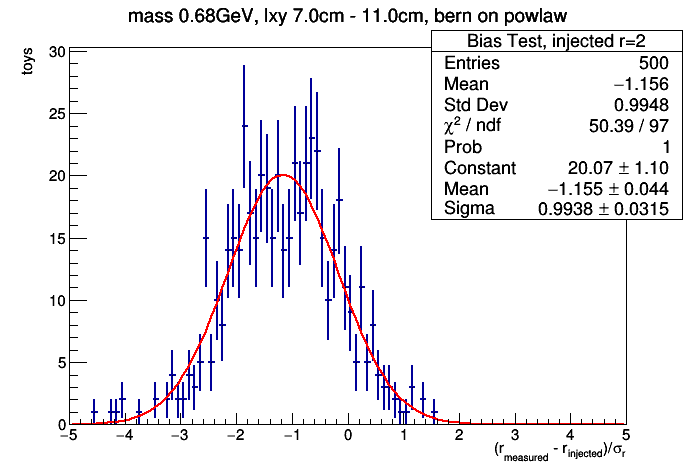 mass 0.68GeV, lxy 7.0cm - 11.0cm, bern on powlaw
Bias Test, injected r=2
Entries 500
Mean −1.156
Std Dev 0.9948
χ² / ndf 50.39 / 97
Prob 1
Constant 20.07 ± 1.10
Mean −1.155 ± 0.044
Sigma 0.9938 ± 0.0315
toys
30
25
20
15
10
5
0
−5 −4 −3 −2 −1 0 1 2 3 4 5
(r_measured - r_injected)/σ_r